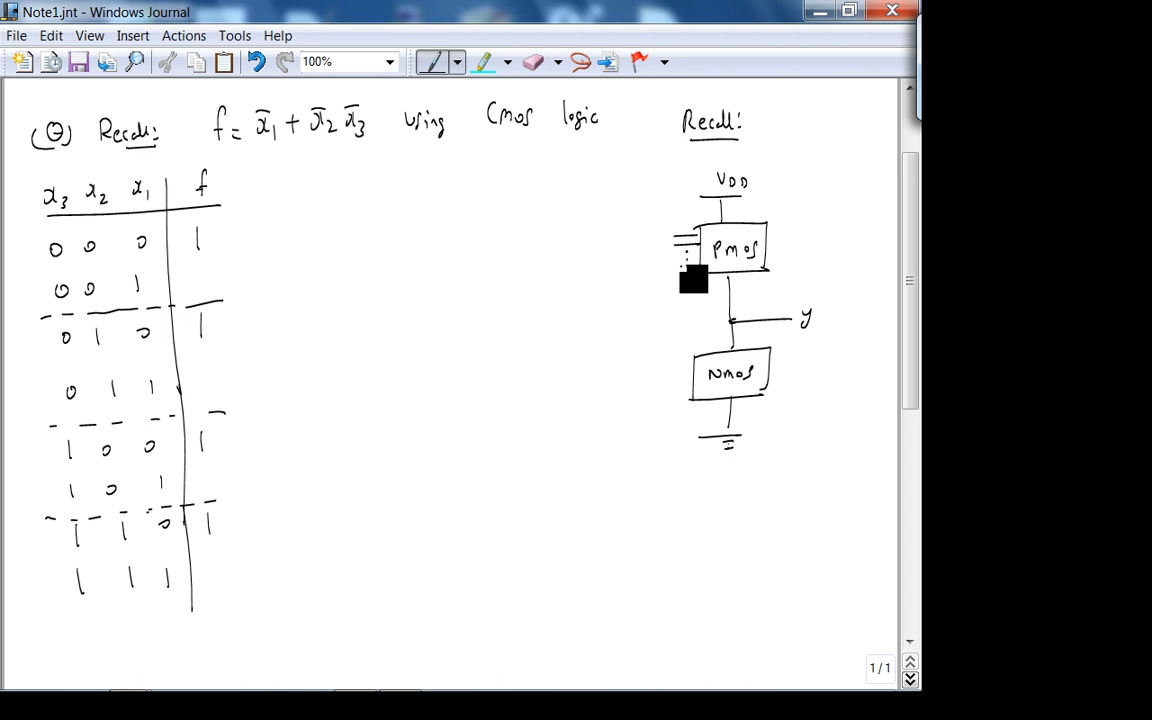 Note1.jnt - Windows Journal
File Edit View Insert Actions Tools Help
100%
(Q) Recall: f = x̄₁ + x̄₂ x̄₃ using Cmos logic
x₃ x₂ x₁ | f
0 0 0 | 1
0 0 1 |
0 1 0 | 1
0 1 1 |
1 0 0 | 1
1 0 1 |
1 1 0 | 1
1 1 1 |
Recall:
VDD
PMOS
y
NMOS
1 / 1